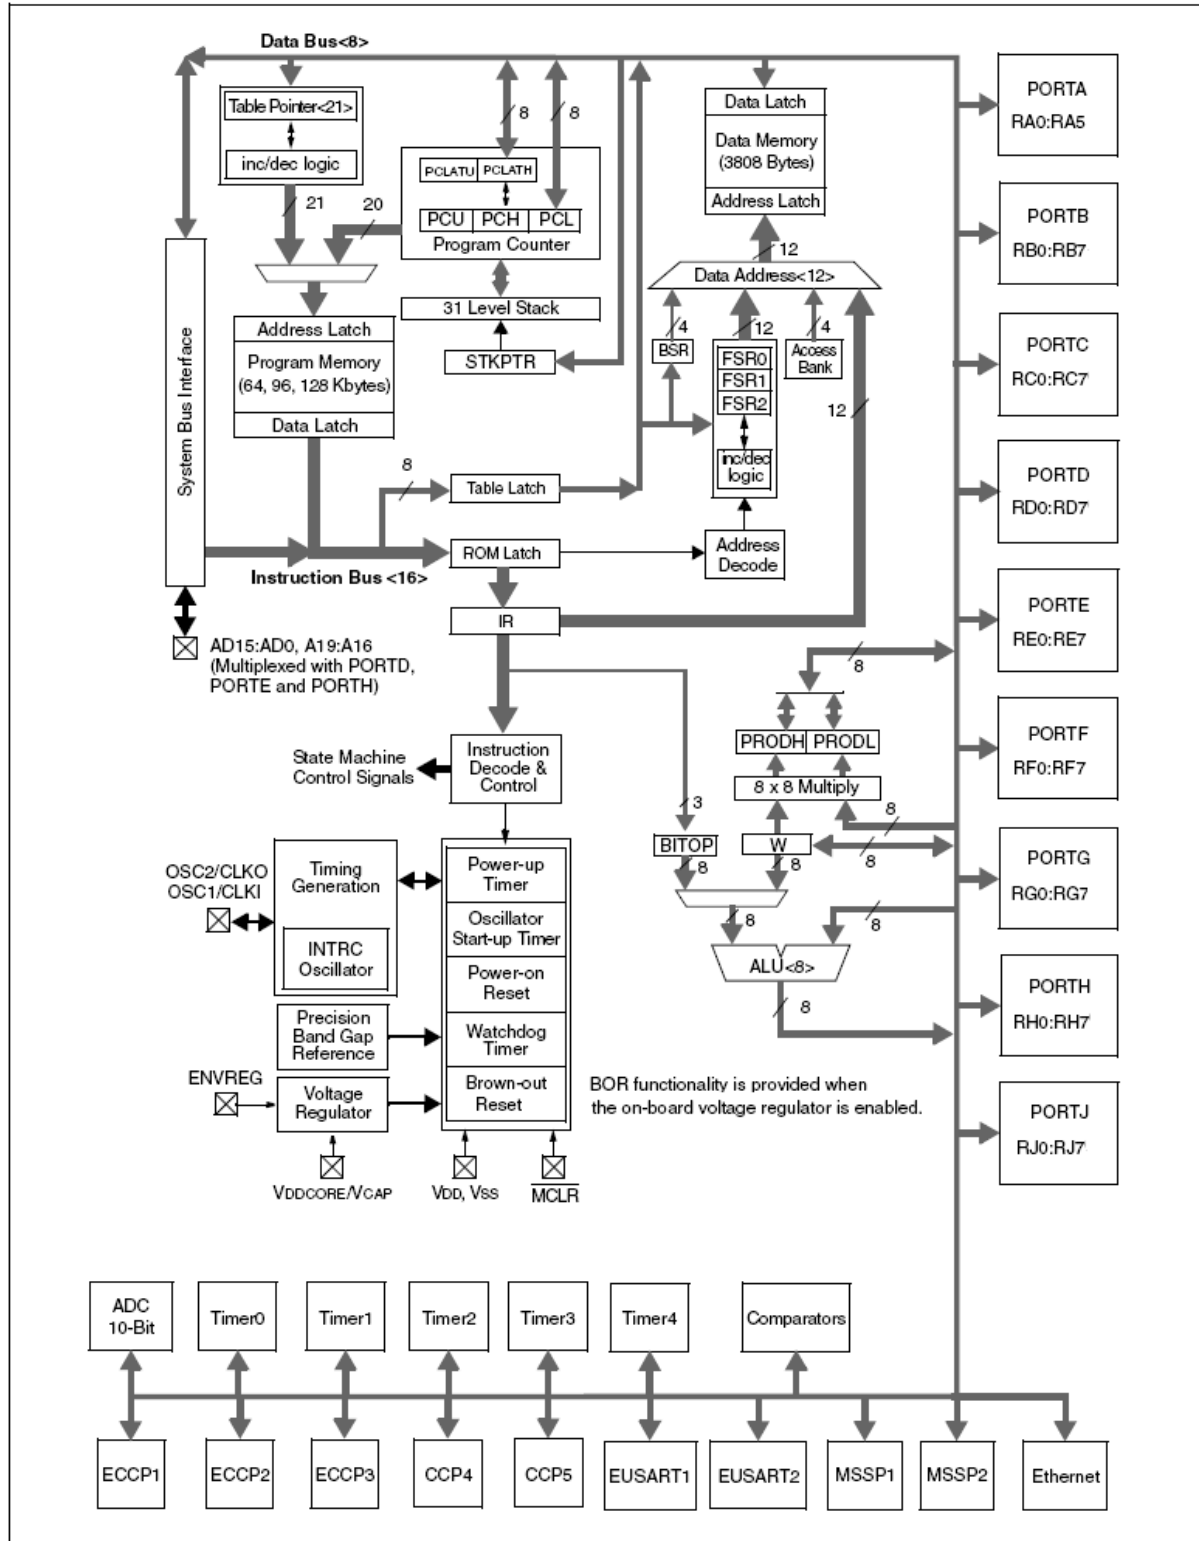 Data Bus<8>
Table Pointer<21>
inc/dec logic
21
20
8
8
PCLATU PCLATH
PCU PCH PCL
Program Counter
31 Level Stack
STKPTR
Data Latch
Data Memory
(3808 Bytes)
Address Latch
12
Data Address<12>
4
12
4
BSR
FSR0
FSR1
FSR2
inc/dec
logic
Access
Bank
12
Address
Decode
System Bus Interface
Address Latch
Program Memory
(64, 96, 128 Kbytes)
Data Latch
8
Table Latch
ROM Latch
Instruction Bus <16>
IR
AD15:AD0, A19:A16
(Multiplexed with PORTD,
PORTE and PORTH)
State Machine
Control Signals
Instruction
Decode &
Control
8
PRODH PRODL
8 x 8 Multiply
3
8
BITOP
W
8
8
8
8
8
ALU<8>
8
OSC2/CLKO
OSC1/CLKI
Timing
Generation
INTRC
Oscillator
Power-up
Timer
Oscillator
Start-up Timer
Power-on
Reset
Watchdog
Timer
Brown-out
Reset
Precision
Band Gap
Reference
ENVREG
Voltage
Regulator
VDDCORE/VCAP
VDD, VSS
MCLR
BOR functionality is provided when
the on-board voltage regulator is enabled.
PORTA
RA0:RA5
PORTB
RB0:RB7
PORTC
RC0:RC7
PORTD
RD0:RD7
PORTE
RE0:RE7
PORTF
RF0:RF7
PORTG
RG0:RG7
PORTH
RH0:RH7
PORTJ
RJ0:RJ7
ADC
10-Bit
Timer0
Timer1
Timer2
Timer3
Timer4
Comparators
ECCP1
ECCP2
ECCP3
CCP4
CCP5
EUSART1
EUSART2
MSSP1
MSSP2
Ethernet